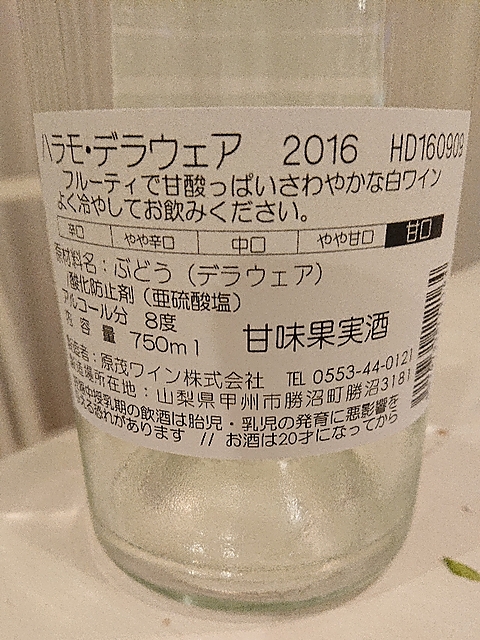 ハラモ・デラウェア 2016 HD160909
フルーティで甘酸っぱいさわやかな白ワイン
よく冷やしてお飲みください。
辛口 やや辛口 中口 やや甘口 甘口
原材料名：ぶどう（デラウェア）
酸化防止剤（亜硫酸塩）
アルコール分 8度
内容量 750ml 甘味果実酒
製造者：原茂ワイン株式会社 TEL 0553-44-0121
製造場所在地：山梨県甲州市勝沼町勝沼3181
妊娠中授乳期の飲酒は胎児・乳児の発育に悪影響を
与える恐れがあります // お酒は20才になってから